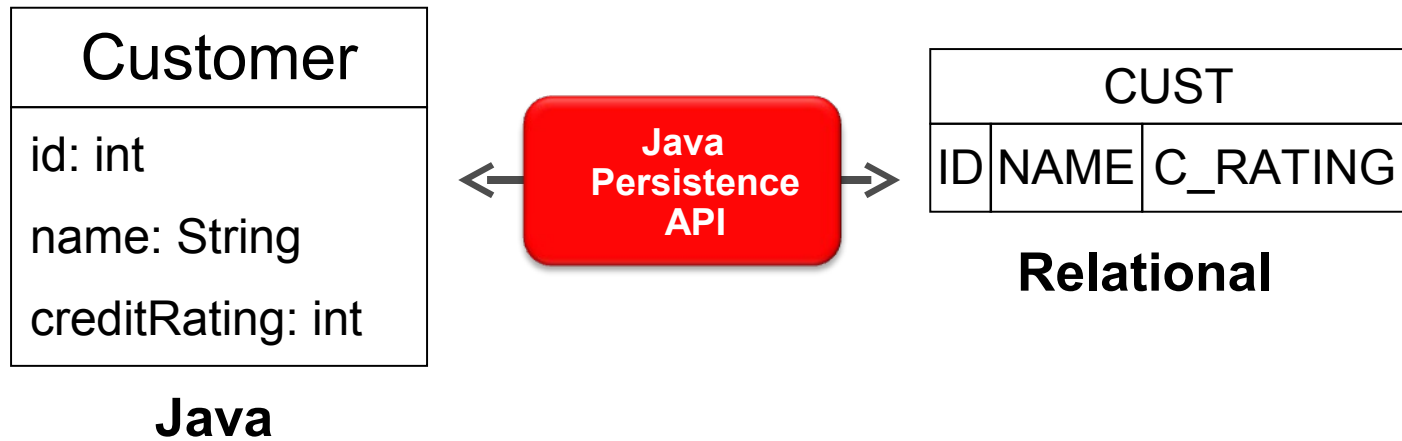 Customer
id: int
name: String
creditRating: int
Java
Java
Persistence
API
CUST
ID NAME C_RATING
Relational